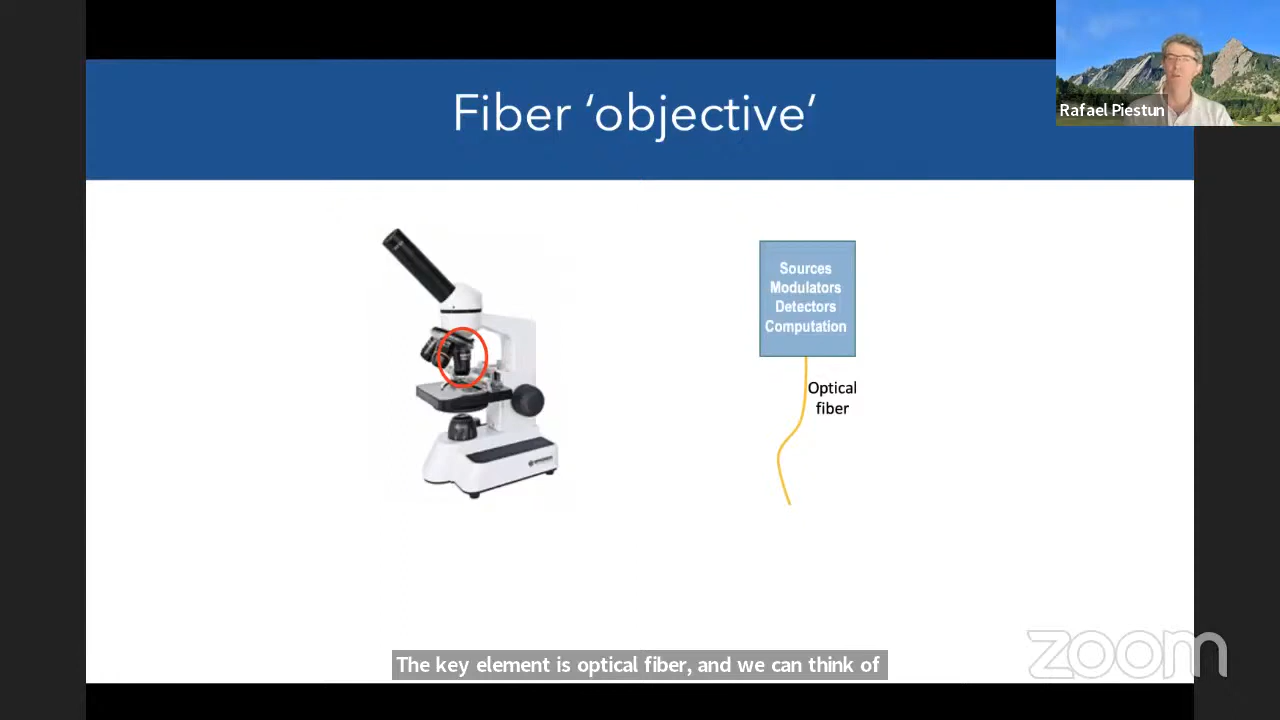 Fiber ‘objective‘
Rafael Piestun
Sources
Modulators
Detectors
Computation
Optical
fiber
The key element is optical fiber, and we can think of
zoom